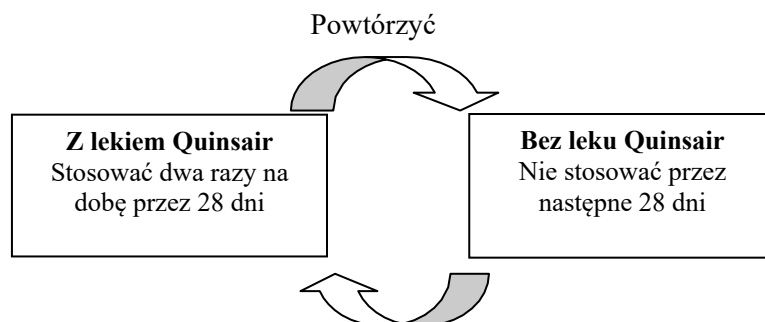 Powtórzyć
Z lekiem Quinsair
Stosować dwa razy na
dobę przez 28 dni
Bez leku Quinsair
Nie stosować przez
następne 28 dni